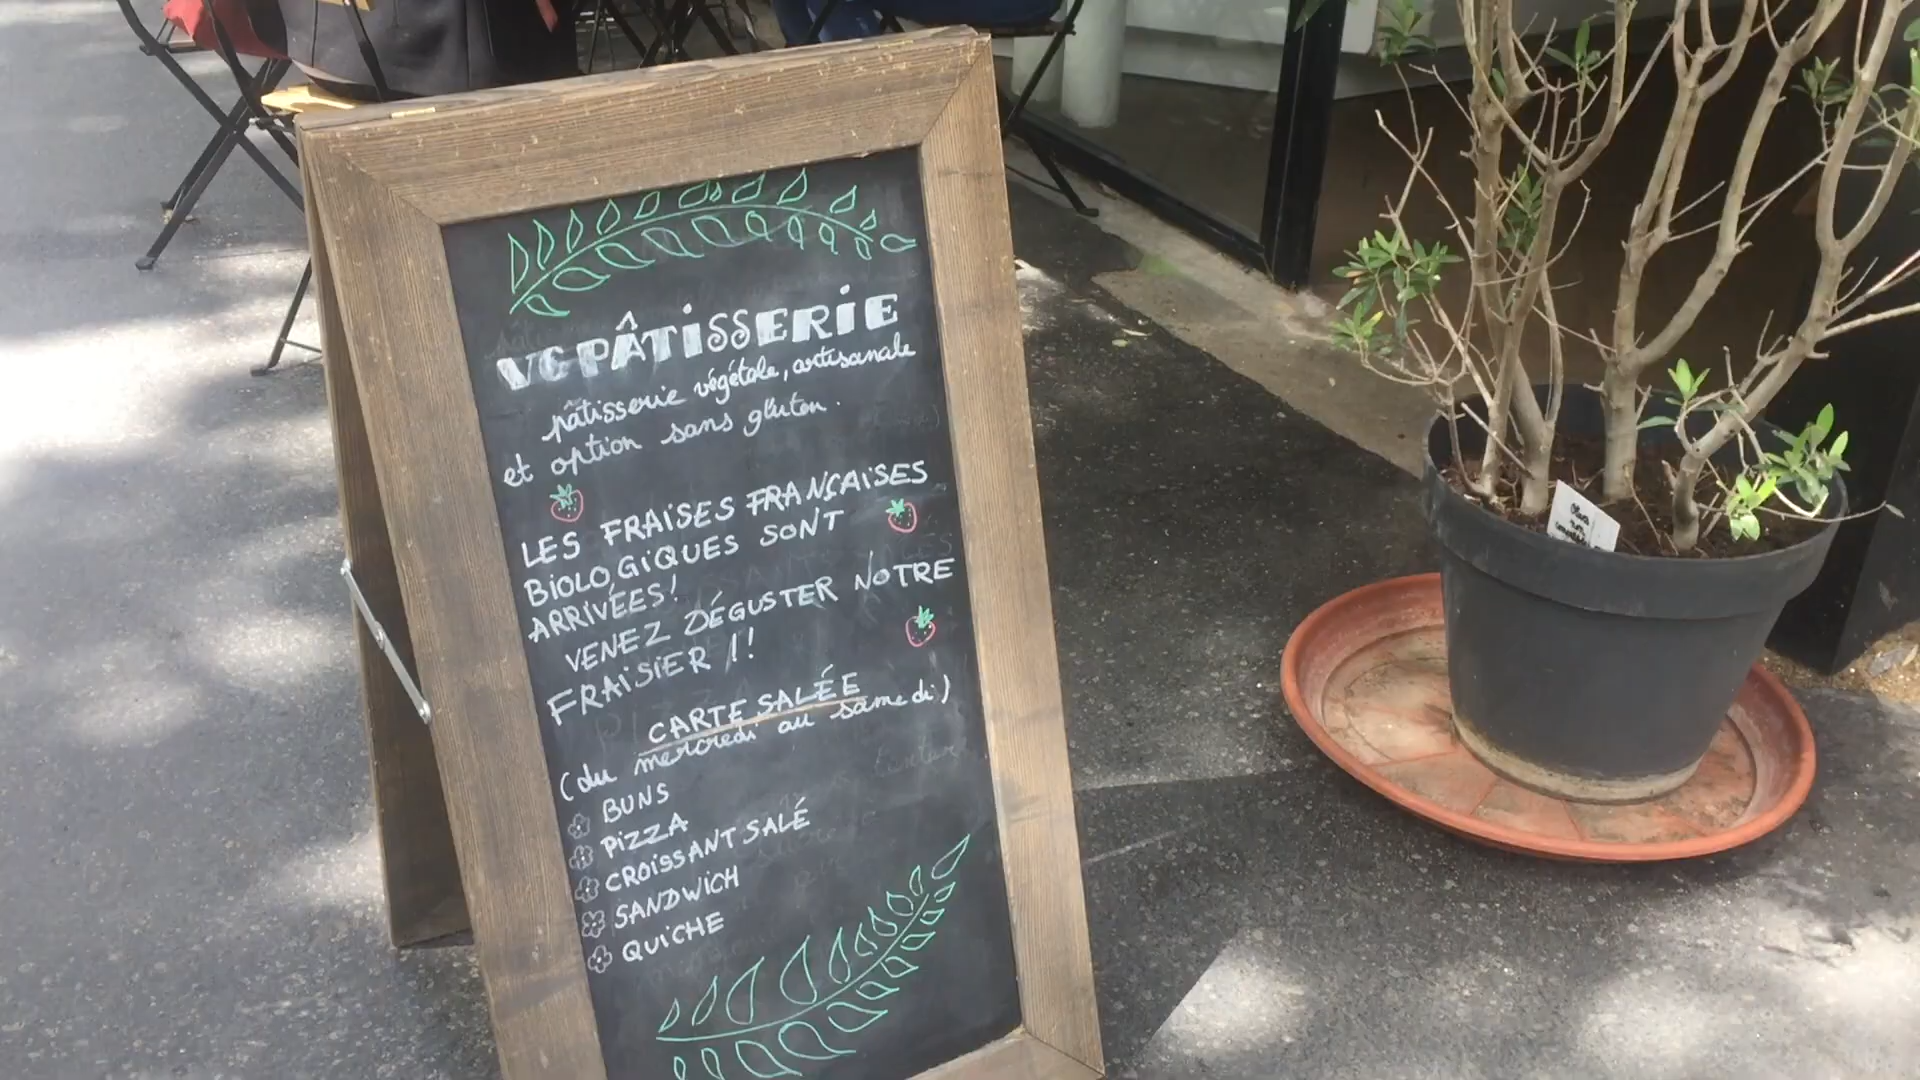 VG PÂTISSERIE
pâtisserie végétale, artisanale
et option sans gluten.
LES FRAISES FRANÇAISES
BIOLOGIQUES SONT
ARRIVÉES!
VENEZ DÉGUSTER NOTRE
FRAISIER !!
CARTE SALÉE
(du mercredi au samedi)
BUNS
PIZZA
CROISSANT SALÉ
SANDWICH
QUICHE